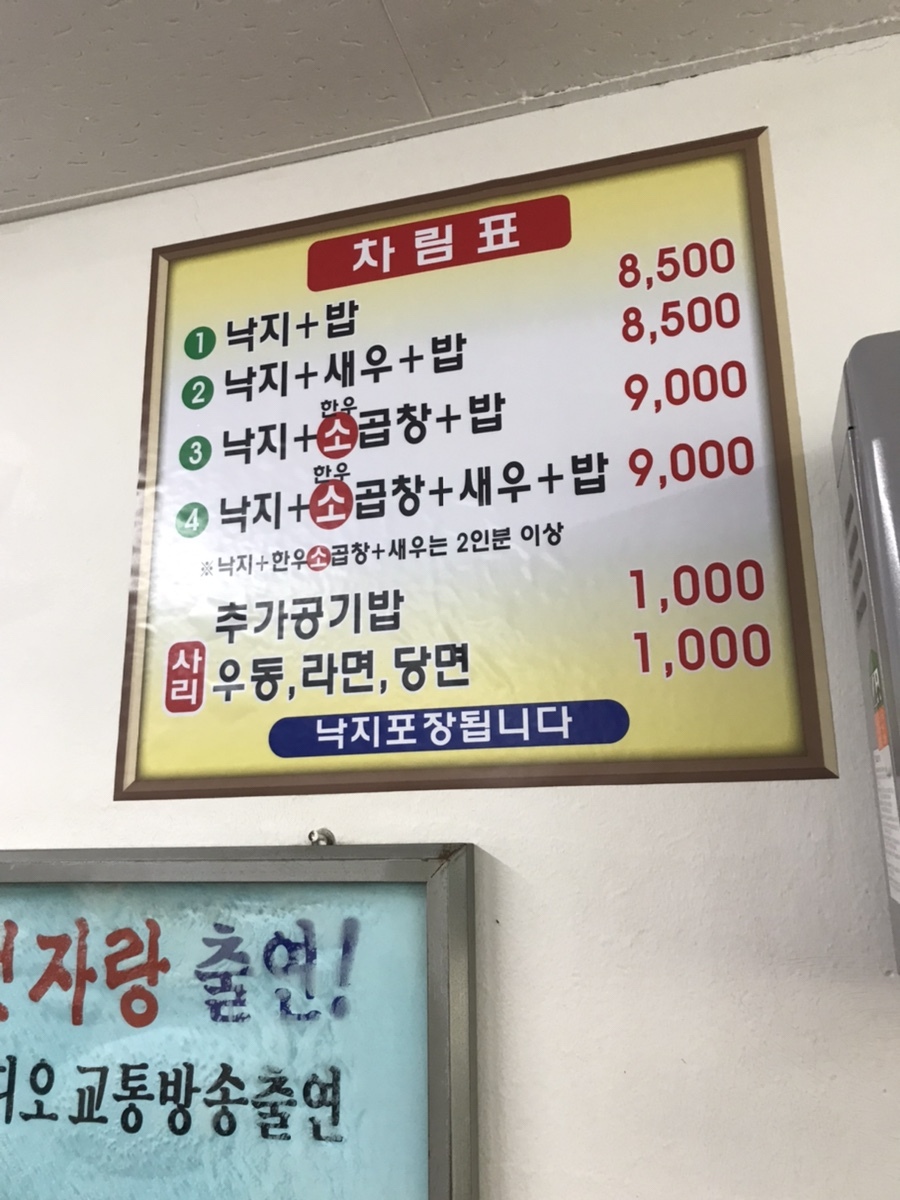 차림표
1 낙지+밥 8,500
2 낙지+새우+밥 8,500
한우
3 낙지+소곱창+밥 9,000
한우
4 낙지+소곱창+새우+밥 9,000
※낙지+한우소곱창+새우는 2인분 이상
추가공기밥 1,000
사리 우동,라면,당면 1,000
낙지포장됩니다
자랑 출연!
오교통방송출연